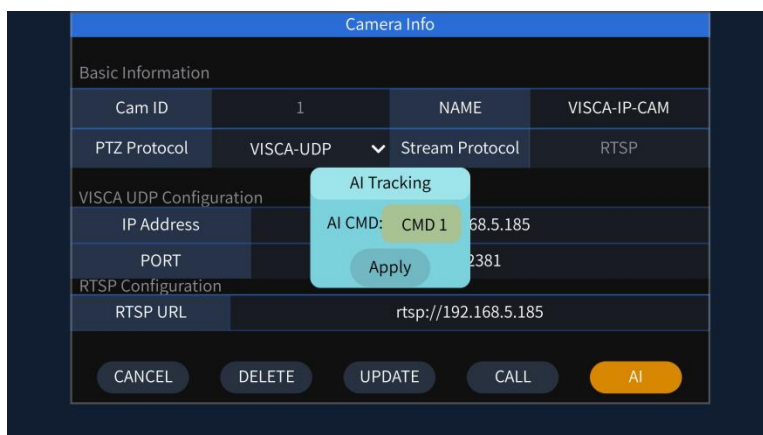 Camera Info
Basic Information
Cam ID 1 NAME VISCA-IP-CAM
PTZ Protocol VISCA-UDP Stream Protocol RTSP
AI Tracking
VISCA UDP Configuration
IP Address 68.5.185
AI CMD: CMD 1
PORT 2381
Apply
RTSP Configuration
RTSP URL rtsp://192.168.5.185
CANCEL DELETE UPDATE CALL AI